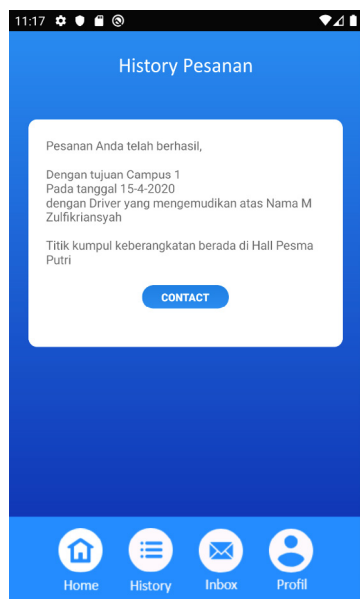 11:17
History Pesanan
Pesanan Anda telah berhasil,
Dengan tujuan Campus 1
Pada tanggal 15-4-2020
dengan Driver yang mengemudikan atas Nama M
Zulfikriansyah
Titik kumpul keberangkatan berada di Hall Pesma
Putri
CONTACT
Home History Inbox Profil